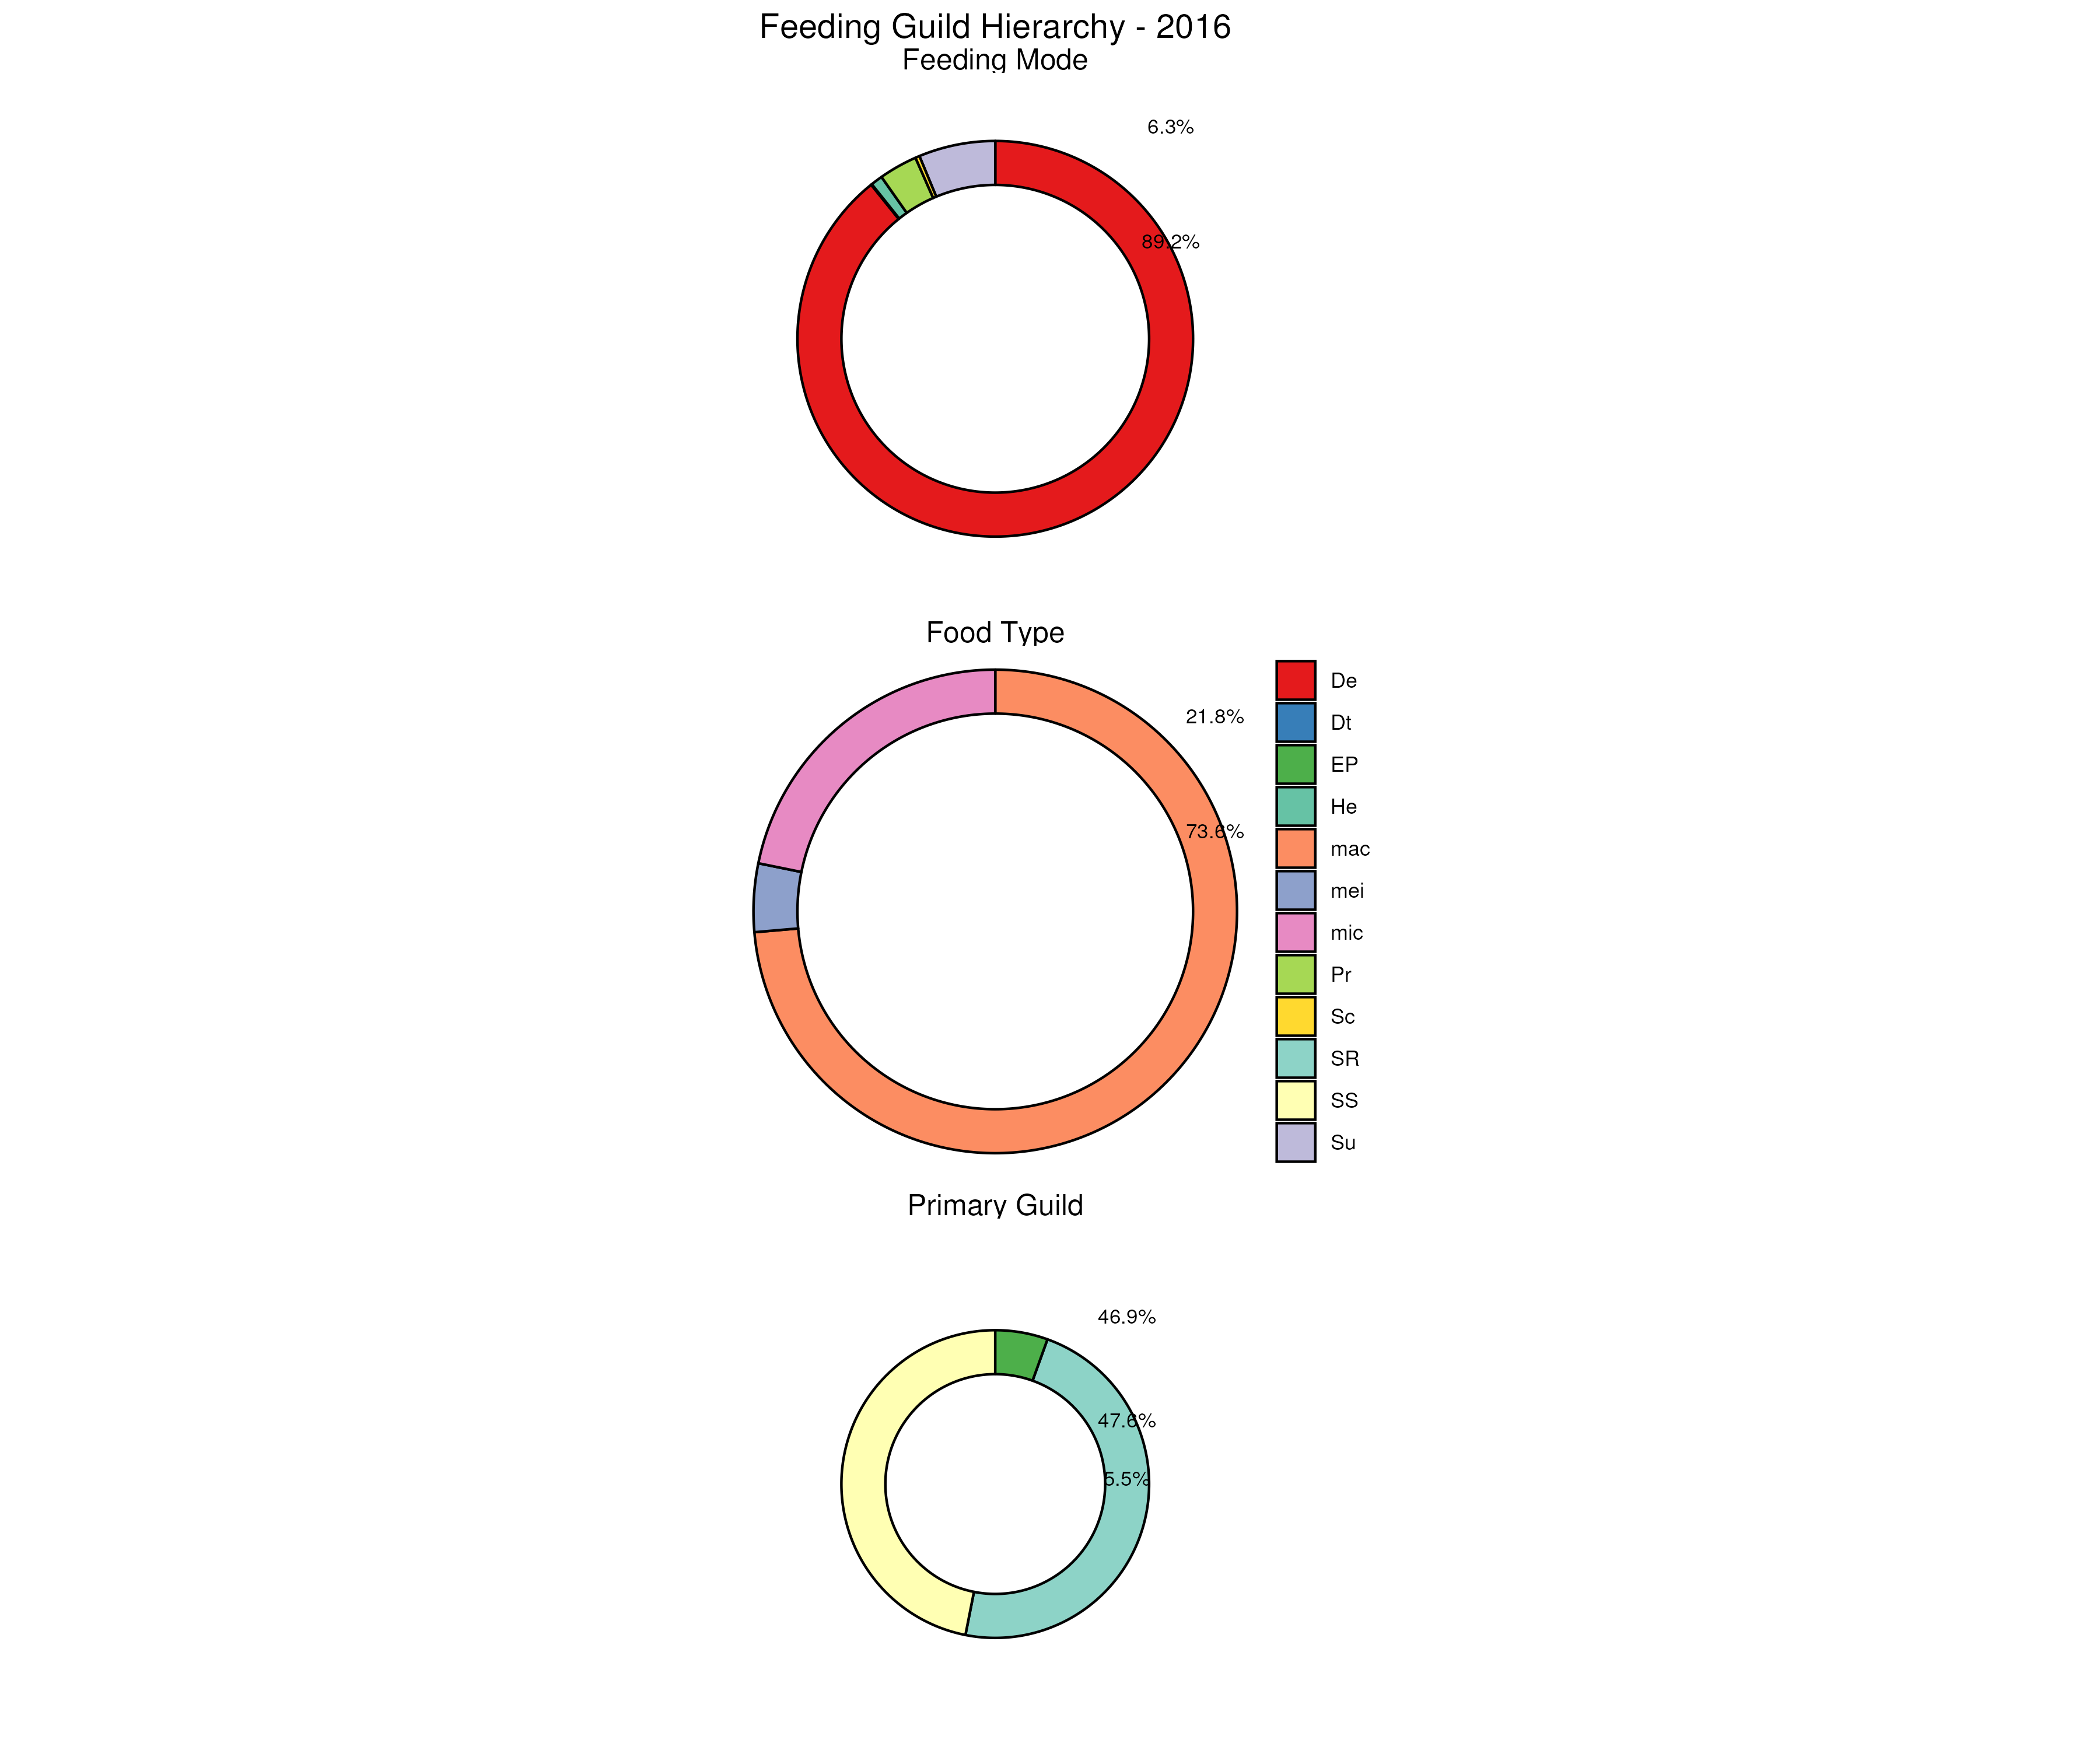 Feeding Guild Hierarchy - 2016
Feeding Mode
6.3%
89.2%
Food Type
21.8%
73.6%
De
Dt
EP
He
mac
mei
mic
Pr
Sc
SR
SS
Su
Primary Guild
46.9%
47.6%
5.5%